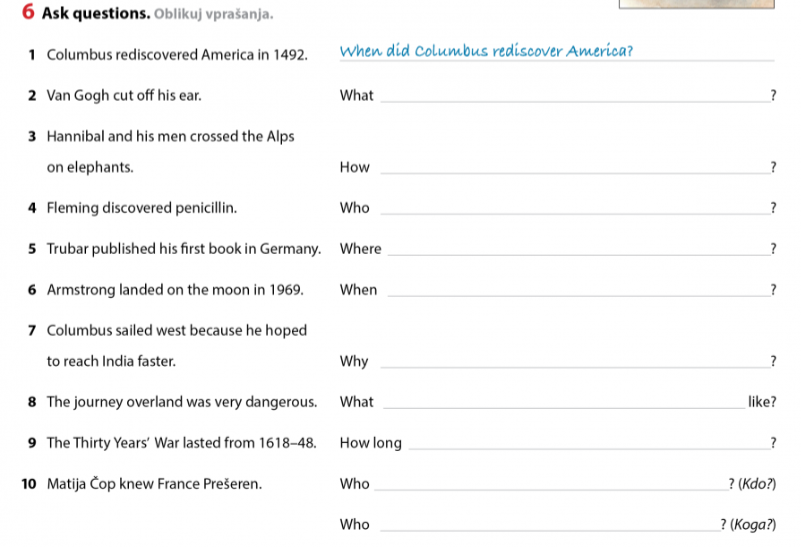 6 Ask questions. Oblikuj vprašanja.
1 Columbus rediscovered America in 1492. When did Columbus rediscover America?
2 Van Gogh cut off his ear. What ?
3 Hannibal and his men crossed the Alps
on elephants. How ?
4 Fleming discovered penicillin. Who ?
5 Trubar published his first book in Germany. Where ?
6 Armstrong landed on the moon in 1969. When ?
7 Columbus sailed west because he hoped
to reach India faster. Why ?
8 The journey overland was very dangerous. What like?
9 The Thirty Years’ War lasted from 1618–48. How long ?
10 Matija Čop knew France Prešeren. Who ? (Kdo?)
Who ? (Koga?)